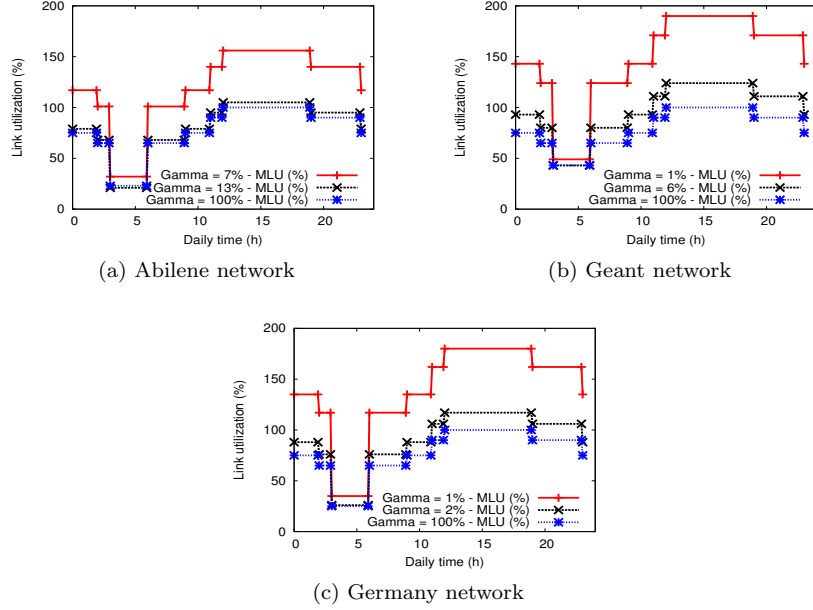 200
150
100
50
0
Link utilization (%)
Gamma = 7% - MLU (%)
Gamma = 13% - MLU (%)
Gamma = 100% - MLU (%)
0 5 10 15 20
Daily time (h)
(a) Abilene network
200
150
100
50
0
Link utilization (%)
Gamma = 1% - MLU (%)
Gamma = 6% - MLU (%)
Gamma = 100% - MLU (%)
0 5 10 15 20
Daily time (h)
(b) Geant network
200
150
100
50
0
Link utilization (%)
Gamma = 1% - MLU (%)
Gamma = 2% - MLU (%)
Gamma = 100% - MLU (%)
0 5 10 15 20
Daily time (h)
(c) Germany network